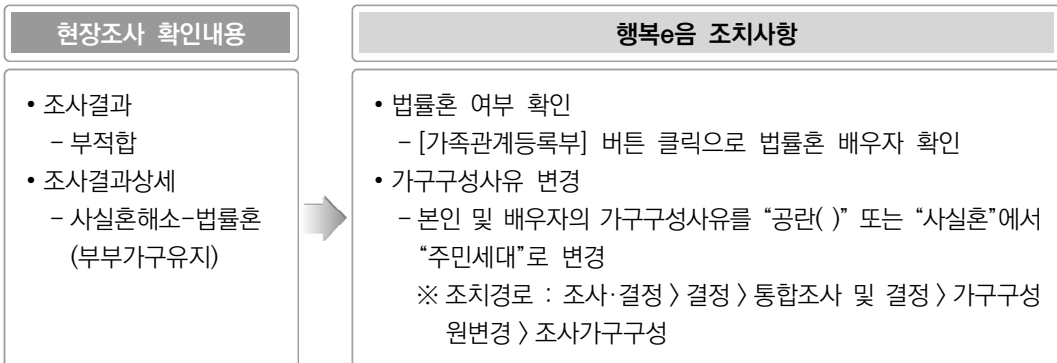 현장조사 확인내용
• 조사결과
– 부적합
• 조사결과상세
– 사실혼해소–법률혼
(부부가구유지)
행복e음 조치사항
• 법률혼 여부 확인
– [가족관계등록부] 버튼 클릭으로 법률혼 배우자 확인
• 가구구성사유 변경
– 본인 및 배우자의 가구구성사유를 “공란( )” 또는 “사실혼”에서
“주민세대”로 변경
※ 조치경로 : 조사·결정 〉 결정 〉 통합조사 및 결정 〉 가구구성
원변경 〉 조사가구구성